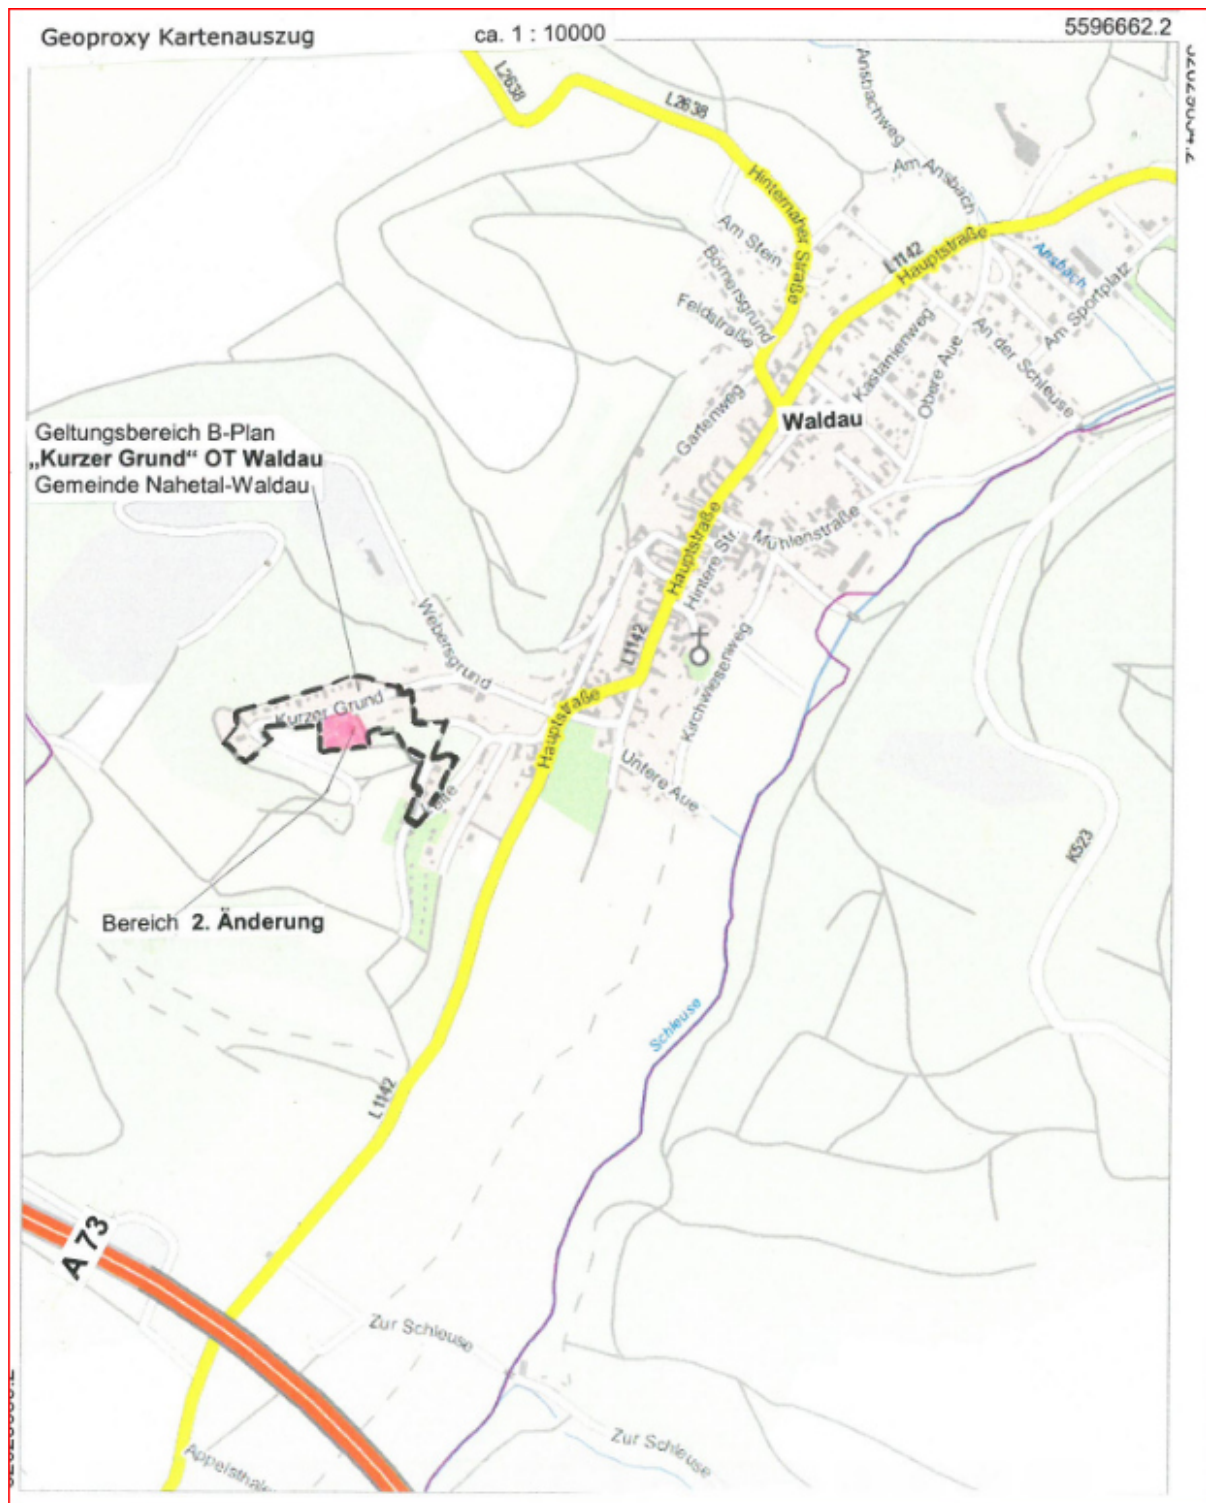 Geoproxy Kartenauszug
ca. 1 : 10000
5596662.2
L2638
L2638
Ansbachweg
Am Ansbach
Hinternaher Straße
Am Stein
Börnersgrund
Feldstraße
L1142
Hauptstraße
Ansbach
Am Sportplatz
An der Schleuse
Kastanienweg
Obere Aue
Gartenweg
Waldau
Geltungsbereich B-Plan
„Kurzer Grund“ OT Waldau
Gemeinde Nahetal-Waldau
Hauptstraße
Hintere Str.
Mühlenstraße
Webersgrund
L1142
Kirchwiesenweg
Kurzer Grund
Hauptstraße
Untere Aue
K523
Bereich 2. Änderung
Schleuse
L1142
A 73
Zur Schleuse
Zur Schleuse